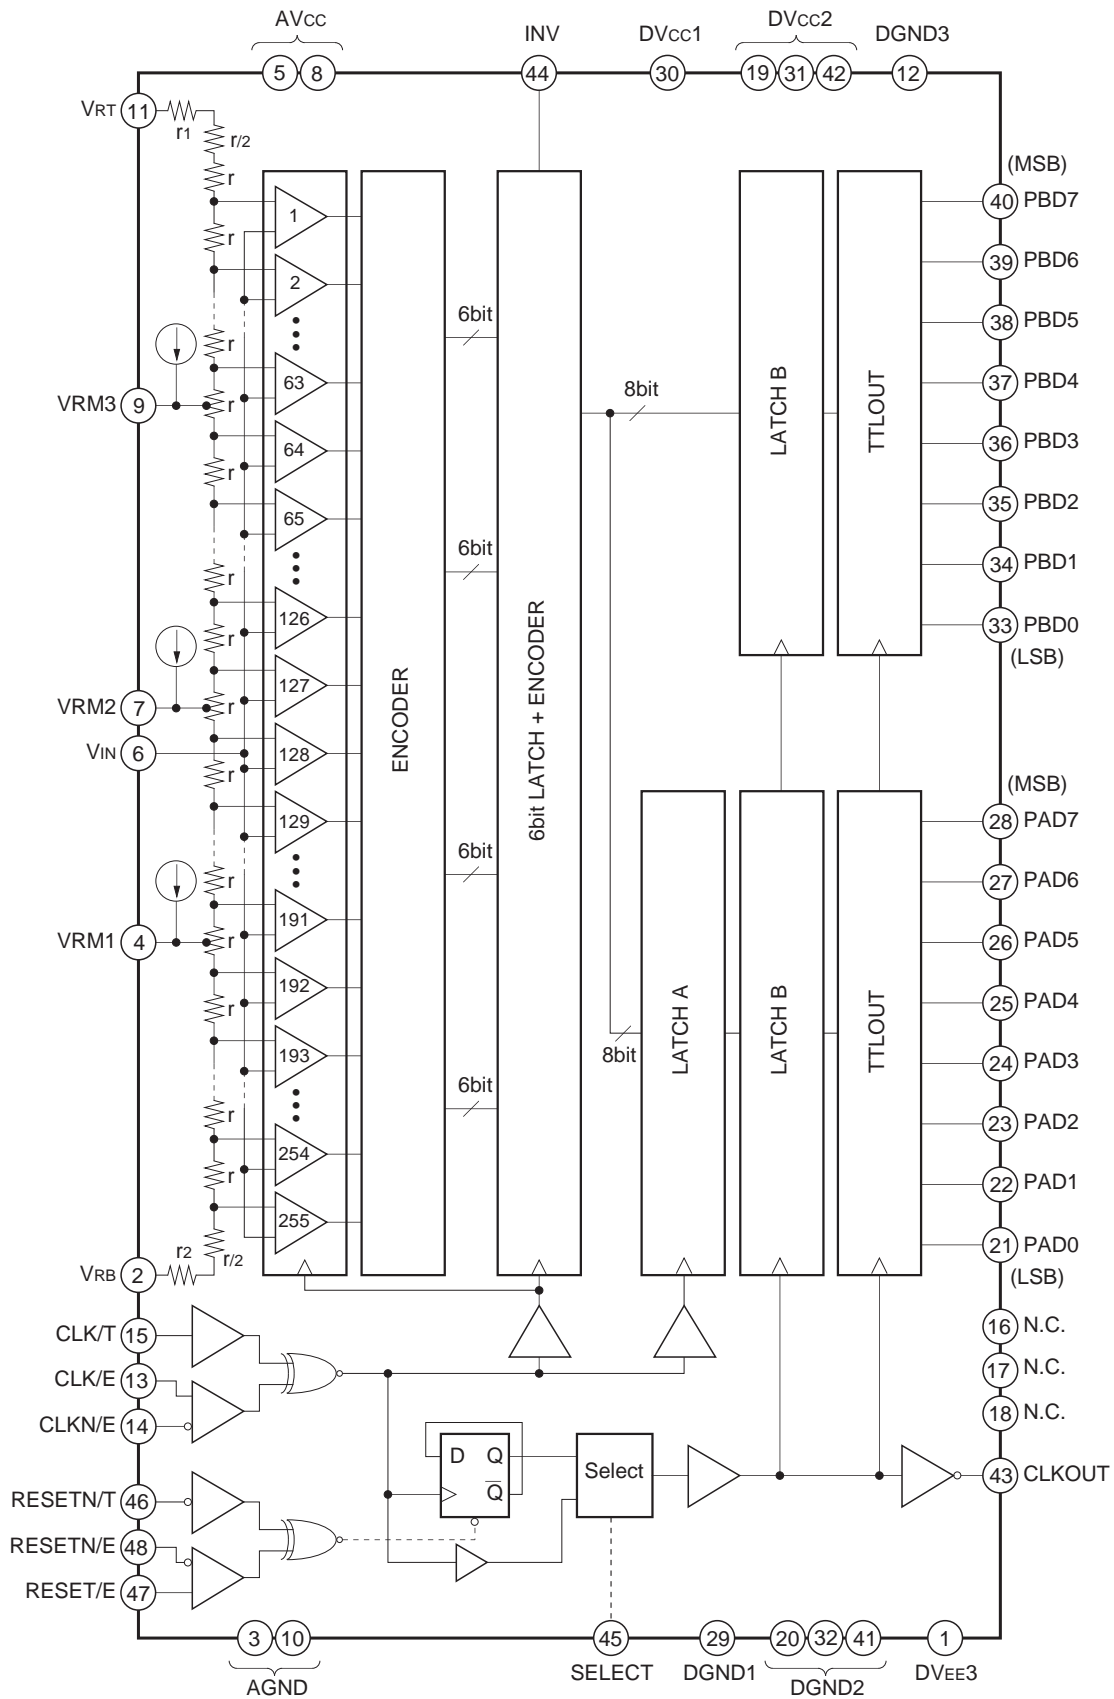 AVCC INV DVCC1 DVCC2 DGND3
5 8 44 30 19 31 42 12
VRT 11 r1 r/2
r
(MSB)
1 40 PBD7
r
39 PBD6
2
6bit
38 PBD5
r
63 37 PBD4
VRM3 9 r 8bit LATCH B TTLOUT
64 36 PBD3
r
65 35 PBD2
6bit
34 PBD1
r
126 33 PBD0
r
(LSB)
127
VRM2 7 r
ENCODER 6bit LATCH + ENCODER
VIN 6 128
r
(MSB)
129 28 PAD7
6bit
27 PAD6
r
191
VRM1 4 r 26 PAD5
192 25 PAD4
r
8bit LATCH A LATCH B TTLOUT
193 24 PAD3
6bit
r 23 PAD2
254
r 22 PAD1
255 21 PAD0
r2 r/2
(LSB)
VRB 2
CLK/T 15 16 N.C.
CLK/E 13 17 N.C.
CLKN/E 14 18 N.C.
D Q
Select
Q
43 CLKOUT
RESETN/T 46
RESETN/E 48
RESET/E 47
3 10 45 29 20 32 41 1
SELECT DGND1 DVEE3
AGND DGND2